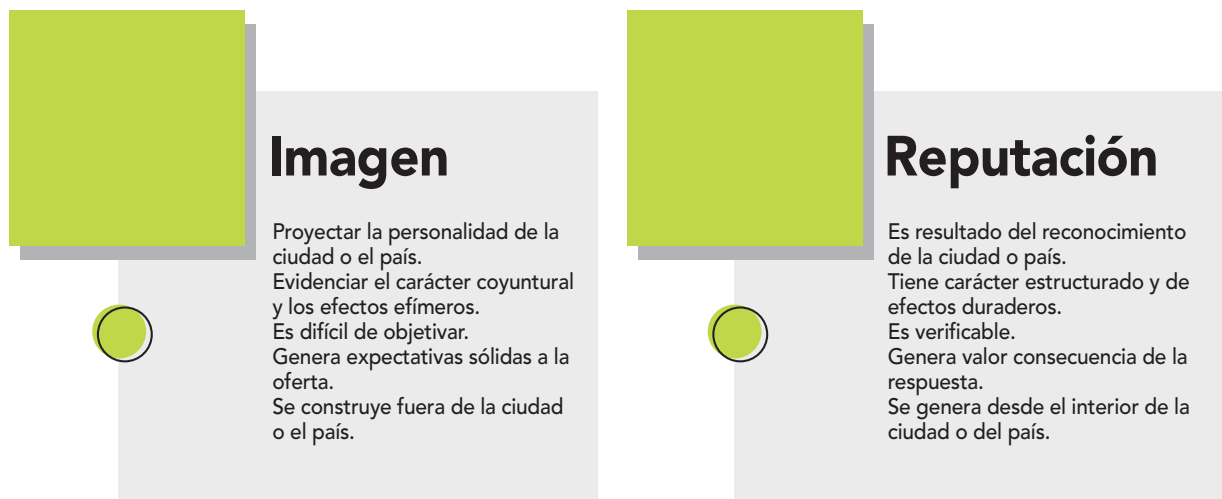 Imagen
Proyectar la personalidad de la
ciudad o el país.
Evidenciar el carácter coyuntural
y los efectos efímeros.
Es difícil de objetivar.
Genera expectativas sólidas a la
oferta.
Se construye fuera de la ciudad
o el país.
Reputación
Es resultado del reconocimiento
de la ciudad o país.
Tiene carácter estructurado y de
efectos duraderos.
Es verificable.
Genera valor consecuencia de la
respuesta.
Se genera desde el interior de la
ciudad o del país.